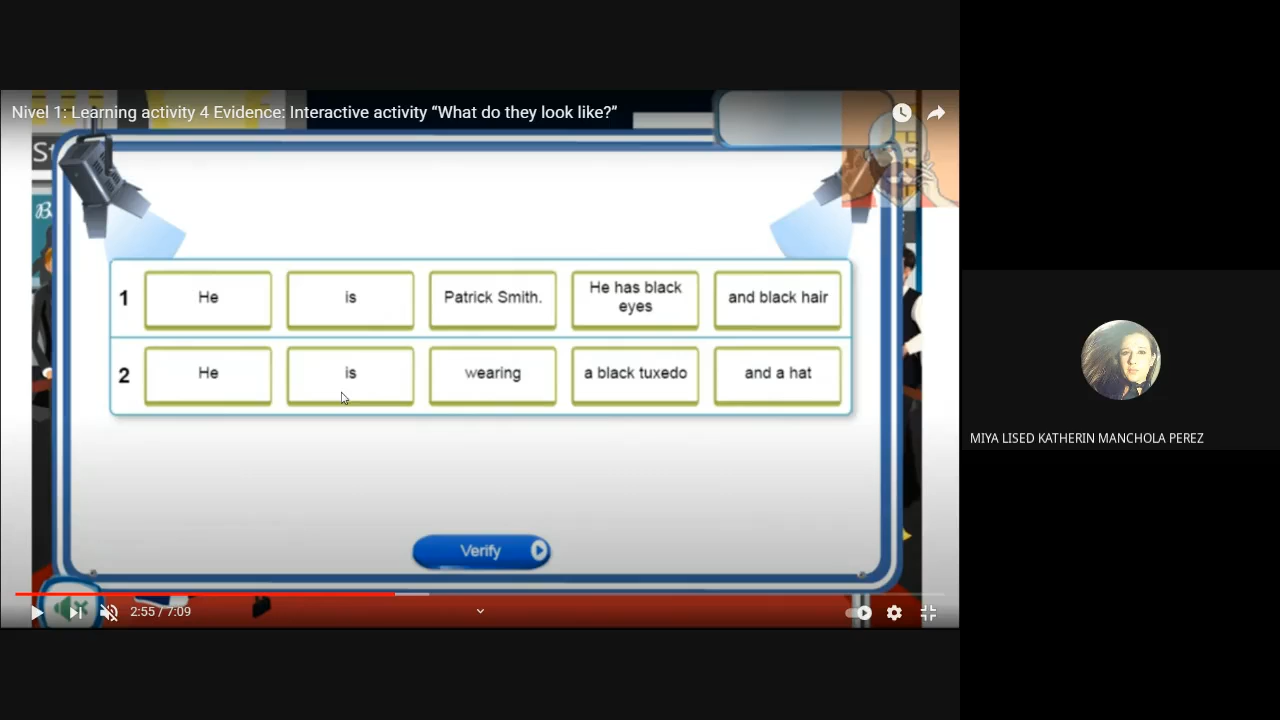 Nivel 1: Learning activity 4 Evidence: Interactive activity “What do they look like?”
St
B
1 He is Patrick Smith. He has black eyes and black hair
2 He is wearing a black tuxedo and a hat
Verify
2:55 / 7:09
MIYA LISED KATHERIN MANCHOLA PEREZ